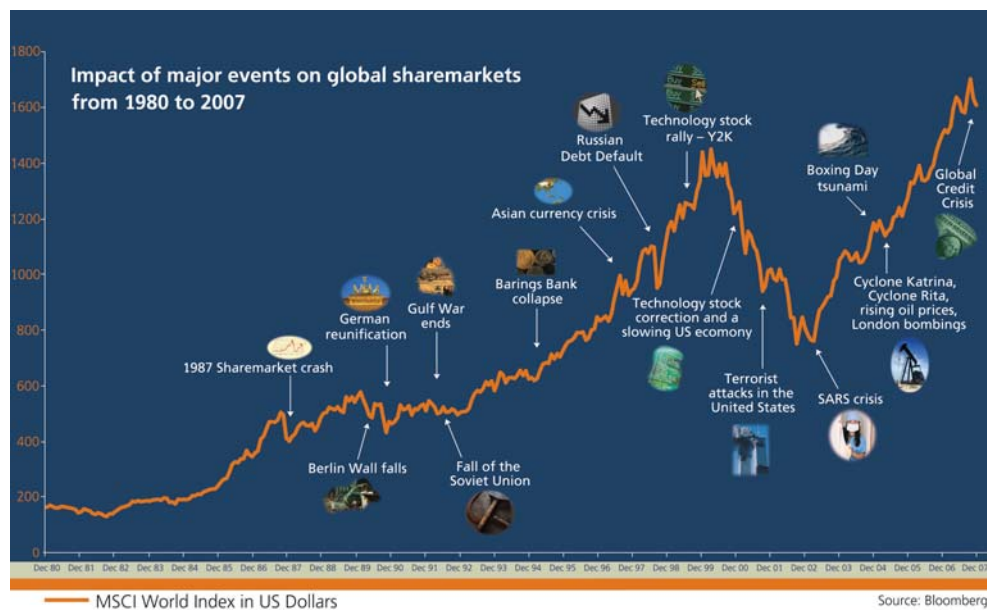 Impact of major events on global sharemarkets
from 1980 to 2007
1800
1600
1400
1200
1000
800
600
400
200
0
1987 Sharemarket crash
Berlin Wall falls
German
reunification
Gulf War
ends
Fall of the
Soviet Union
Barings Bank
collapse
Asian currency crisis
Russian
Debt Default
Technology stock
rally – Y2K
Technology stock
correction and a
slowing US ecomony
Terrorist
attacks in the
United States
SARS crisis
Boxing Day
tsunami
Cyclone Katrina,
Cyclone Rita,
rising oil prices,
London bombings
Global
Credit
Crisis
Dec 80 Dec 81 Dec 82 Dec 83 Dec 84 Dec 85 Dec 86 Dec 87 Dec 88 Dec 89 Dec 90 Dec 91 Dec 92 Dec 93 Dec 94 Dec 95 Dec 96 Dec 97 Dec 98 Dec 99 Dec 00 Dec 01 Dec 02 Dec 03 Dec 04 Dec 05 Dec 06 Dec 07
MSCI World Index in US Dollars
Source: Bloomberg